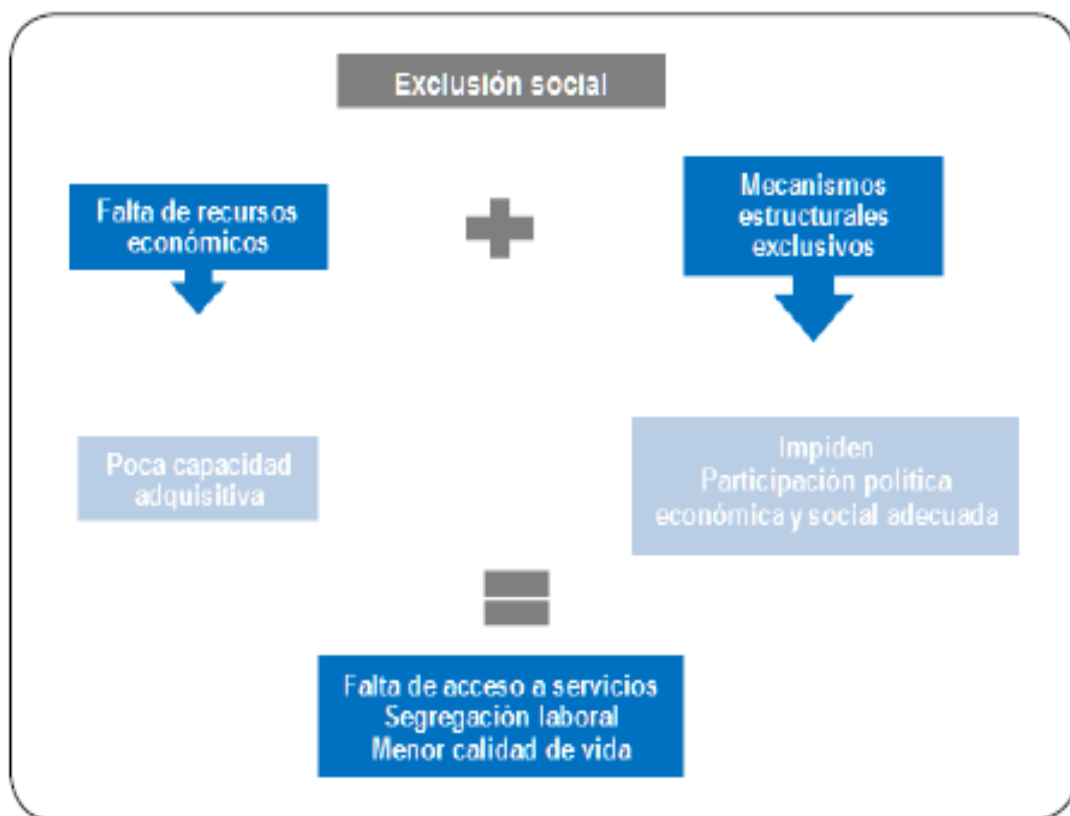 Exclusión social
Falta de recursos
económicos
Mecanismos
estructurales
exclusivos
Poca capacidad
adquisitiva
Impiden
Participación política
económica y social adecuada
Falta de acceso a servicios
Segregación laboral
Menor calidad de vida